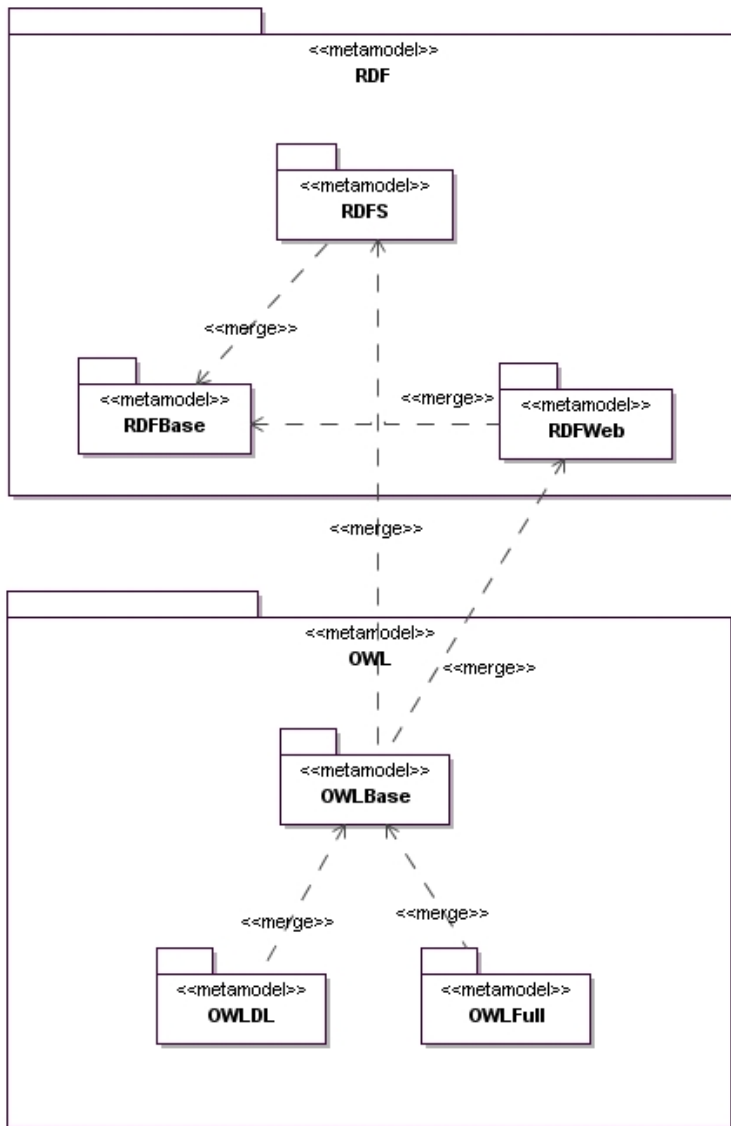 <<metamodel>>
RDF
<<metamodel>>
RDFS
<<merge>>
<<metamodel>>
RDFBase
<<merge>>
<<metamodel>>
RDFWeb
<<merge>>
<<metamodel>>
OWL
<<merge>>
<<metamodel>>
OWLBase
<<merge>>
<<merge>>
<<metamodel>>
OWLDL
<<metamodel>>
OWLFull